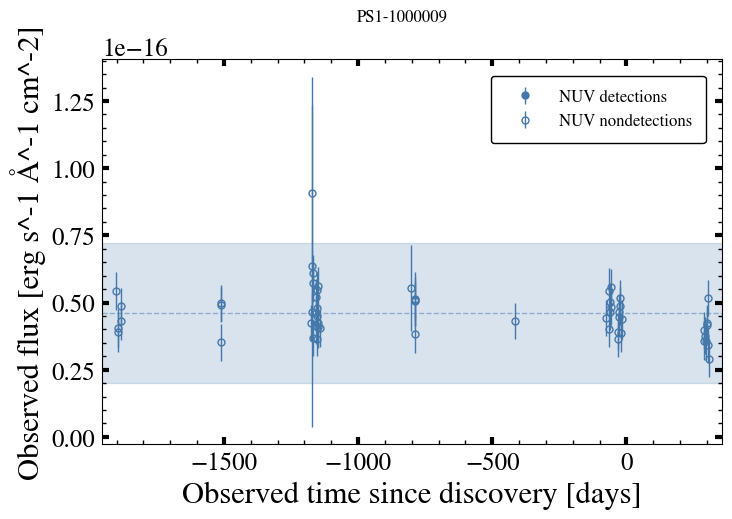 PS1-1000009
1e−16
NUV detections
NUV nondetections
1.25
1.00
0.75
0.50
0.25
0.00
Observed flux [erg s^-1 Å^-1 cm^-2]
−1500
−1000
−500
0
Observed time since discovery [days]